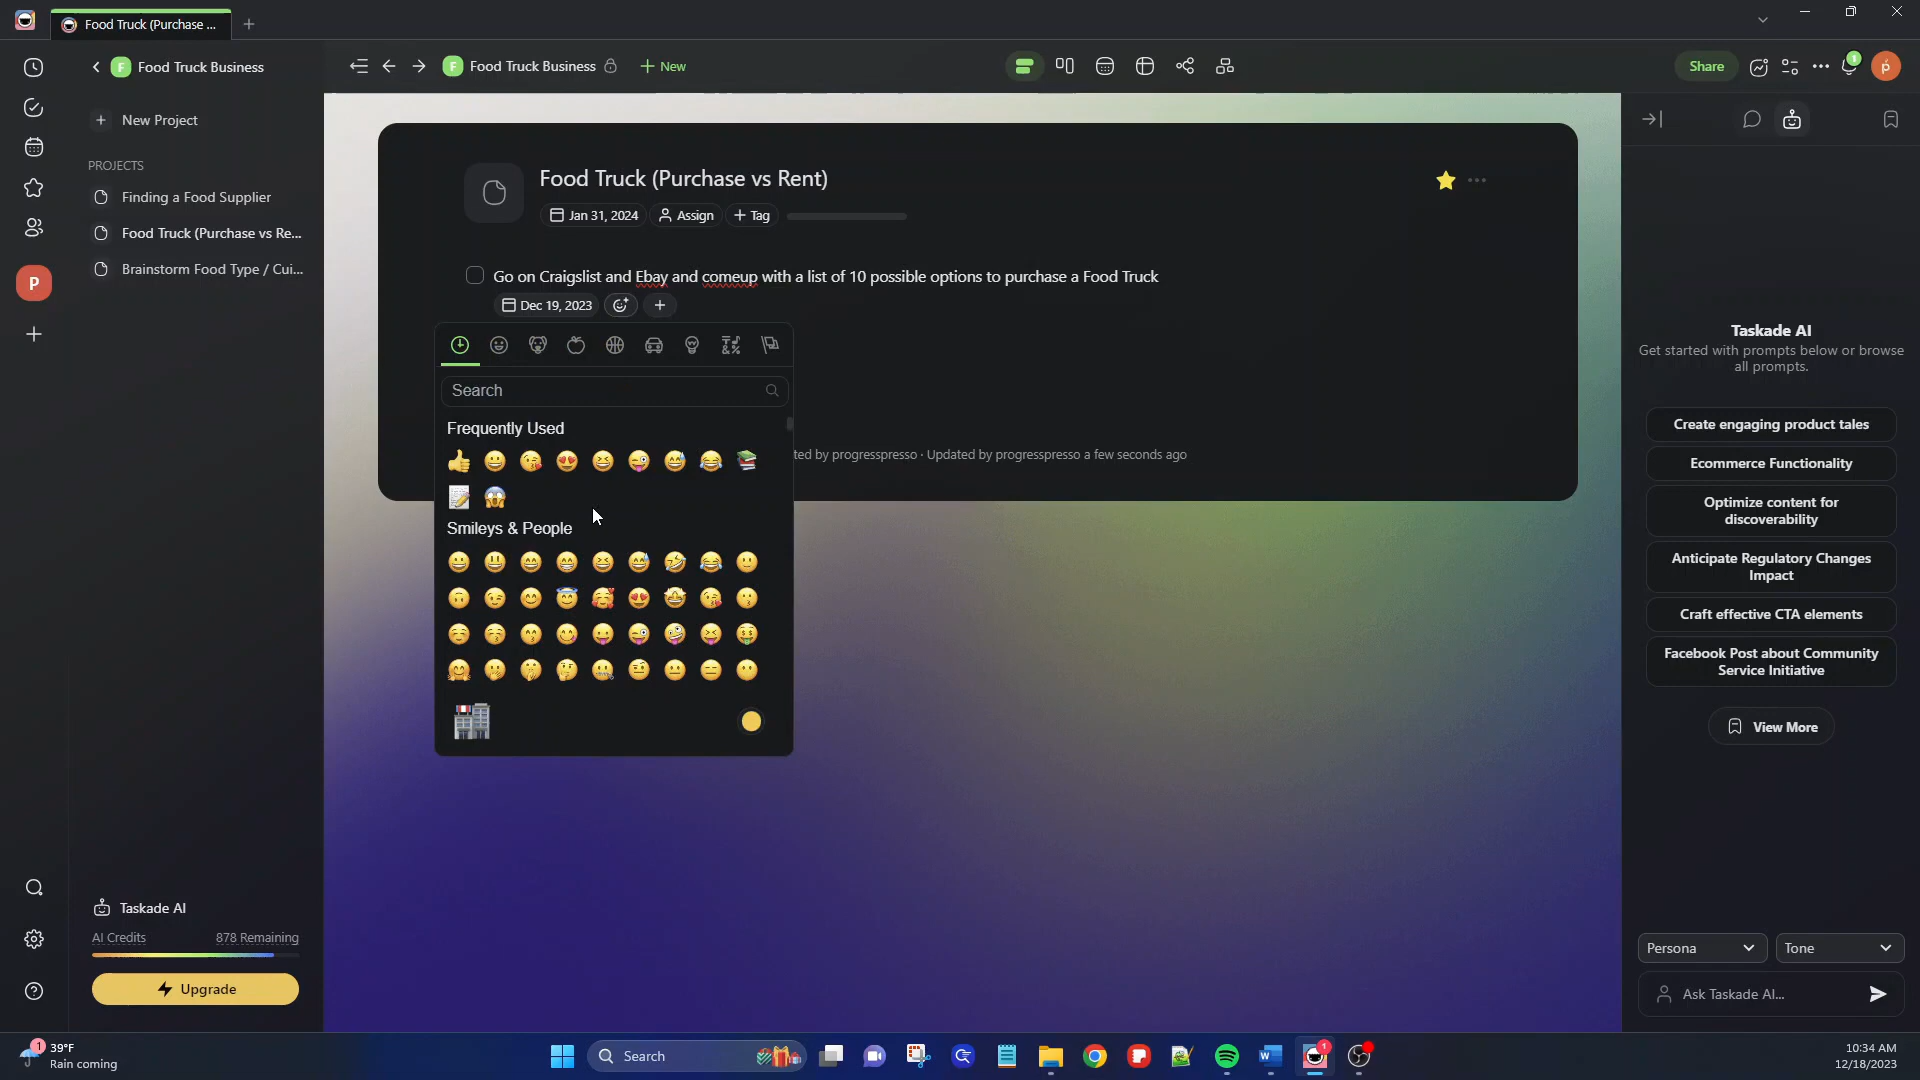 Food Truck (Purchase ...
Food Truck Business
Food Truck Business
New
Share
1
New Project
PROJECTS
Finding a Food Supplier
Food Truck (Purchase vs Re...
Brainstorm Food Type / Cui...
P
Food Truck (Purchase vs Rent)
Jan 31, 2024
Assign
Tag
Go on Craigslist and Ebay and comeup with a list of 10 possible options to purchase a Food Truck
Dec 19, 2023
Search
Frequently Used
Smileys & People
ted by progresspresso · Updated by progresspresso a few seconds ago
Taskade AI
Get started with prompts below or browse
all prompts.
Create engaging product tales
Ecommerce Functionality
Optimize content for
discoverability
Anticipate Regulatory Changes
Impact
Craft effective CTA elements
Facebook Post about Community
Service Initiative
View More
Persona
Tone
Ask Taskade AI...
Taskade AI
AI Credits
878 Remaining
Upgrade
1
39°F
Rain coming
Search
1
10:34 AM
12/18/2023